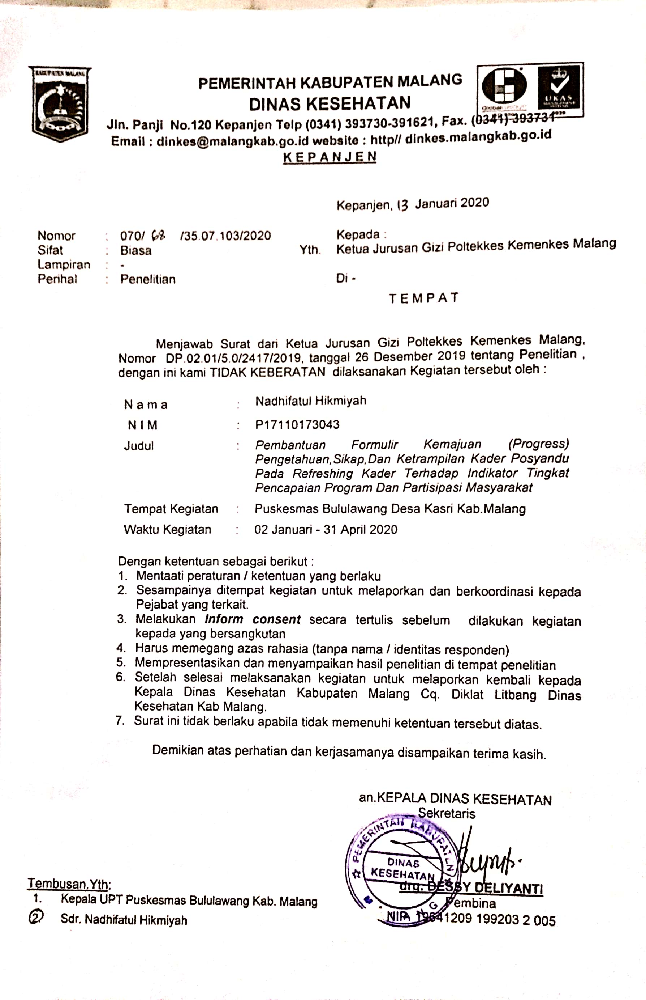 KABUPATEN MALANG
PEMERINTAH KABUPATEN MALANG
DINAS KESEHATAN
UKAS
Jln. Panji No.120 Kepanjen Telp (0341) 393730-391621, Fax. (0341) 393731
Email : dinkes@malangkab.go.id website : http// dinkes.malangkab.go.id
KEPANJEN
Kepanjen, 13 Januari 2020
Nomor : 070/ 68 /35.07.103/2020
Sifat : Biasa
Lampiran : -
Perihal : Penelitian
Kepada :
Yth. Ketua Jurusan Gizi Poltekkes Kemenkes Malang
Di -
TEMPAT
Menjawab Surat dari Ketua Jurusan Gizi Poltekkes Kemenkes Malang,
Nomor DP.02.01/5.0/2417/2019, tanggal 26 Desember 2019 tentang Penelitian ,
dengan ini kami TIDAK KEBERATAN dilaksanakan Kegiatan tersebut oleh :
Nama : Nadhifatul Hikmiyah
NIM : P17110173043
Judul : Pembantuan Formulir Kemajuan (Progress)
Pengetahuan,Sikap,Dan Ketrampilan Kader Posyandu
Pada Refreshing Kader Terhadap Indikator Tingkat
Pencapaian Program Dan Partisipasi Masyarakat
Tempat Kegiatan : Puskesmas Bululawang Desa Kasri Kab.Malang
Waktu Kegiatan : 02 Januari - 31 April 2020
Dengan ketentuan sebagai berikut :
1. Mentaati peraturan / ketentuan yang berlaku
2. Sesampainya ditempat kegiatan untuk melaporkan dan berkoordinasi kepada
Pejabat yang terkait.
3. Melakukan Inform consent secara tertulis sebelum dilakukan kegiatan
kepada yang bersangkutan
4. Harus memegang azas rahasia (tanpa nama / identitas responden)
5. Mempresentasikan dan menyampaikan hasil penelitian di tempat penelitian
6. Setelah selesai melaksanakan kegiatan untuk melaporkan kembali kepada
Kepala Dinas Kesehatan Kabupaten Malang Cq. Diklat Litbang Dinas
Kesehatan Kab Malang.
7. Surat ini tidak berlaku apabila tidak memenuhi ketentuan tersebut diatas.
Demikian atas perhatian dan kerjasamanya disampaikan terima kasih.
an.KEPALA DINAS KESEHATAN
Sekretaris
PEMERINTAH KABUPATEN
DINAS
KESEHATAN
drg. DESSY DELIYANTI
Pembina
NIP. 19641209 199203 2 005
Tembusan.Yth:
1. Kepala UPT Puskesmas Bululawang Kab. Malang
2 Sdr. Nadhifatul Hikmiyah